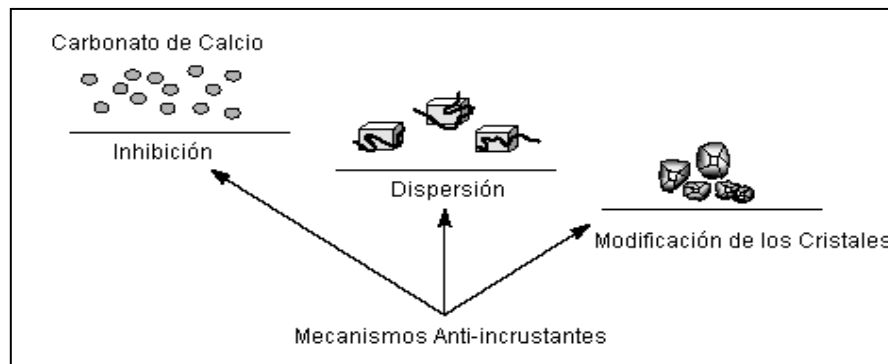 Carbonato de Calcio
Inhibición
Dispersión
Modificación de los Cristales
Mecanismos Anti-incrustantes